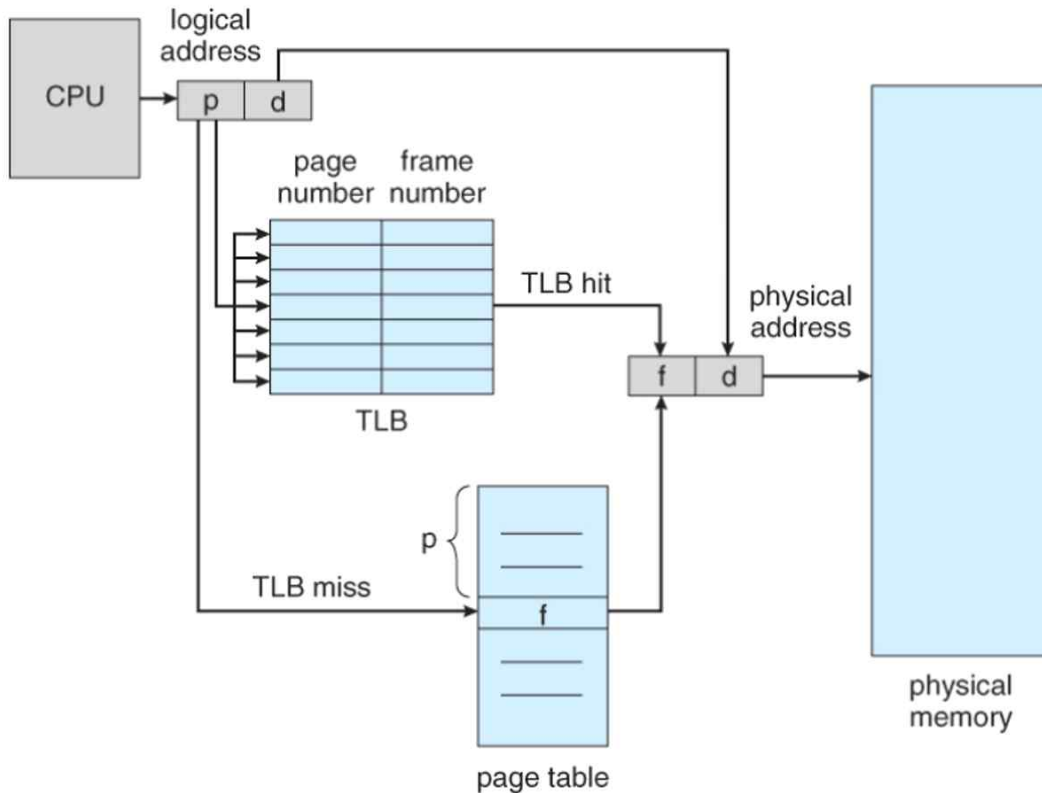 logical
address
CPU
p
d
page
number
frame
number
TLB hit
physical
address
f
d
TLB
p
TLB miss
f
page table
physical
memory